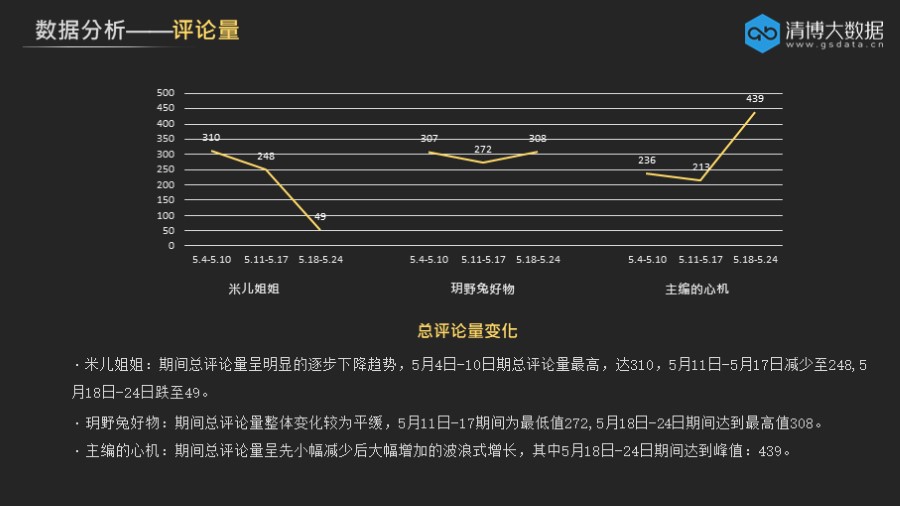 数据分析——评论量
清博大数据
www.gsdata.cn
500
450
400
350
300
250
200
150
100
50
0
310
248
49
307
272
308
236
213
439
5.4-5.10 5.11-5.17 5.18-5.24 5.4-5.10 5.11-5.17 5.18-5.24 5.4-5.10 5.11-5.17 5.18-5.24
米儿姐姐 玥野兔好物 主编的心机
总评论量变化
·米儿姐姐：期间总评论量呈明显的逐步下降趋势，5月4日-10日期总评论量最高，达310，5月11日-5月17日减少至248,5
月18日-24日跌至49。
·玥野兔好物：期间总评论量整体变化较为平缓，5月11日-17期间为最低值272,5月18日-24日期间达到最高值308。
·主编的心机：期间总评论量呈先小幅减少后大幅增加的波浪式增长，其中5月18日-24日期间达到峰值：439。